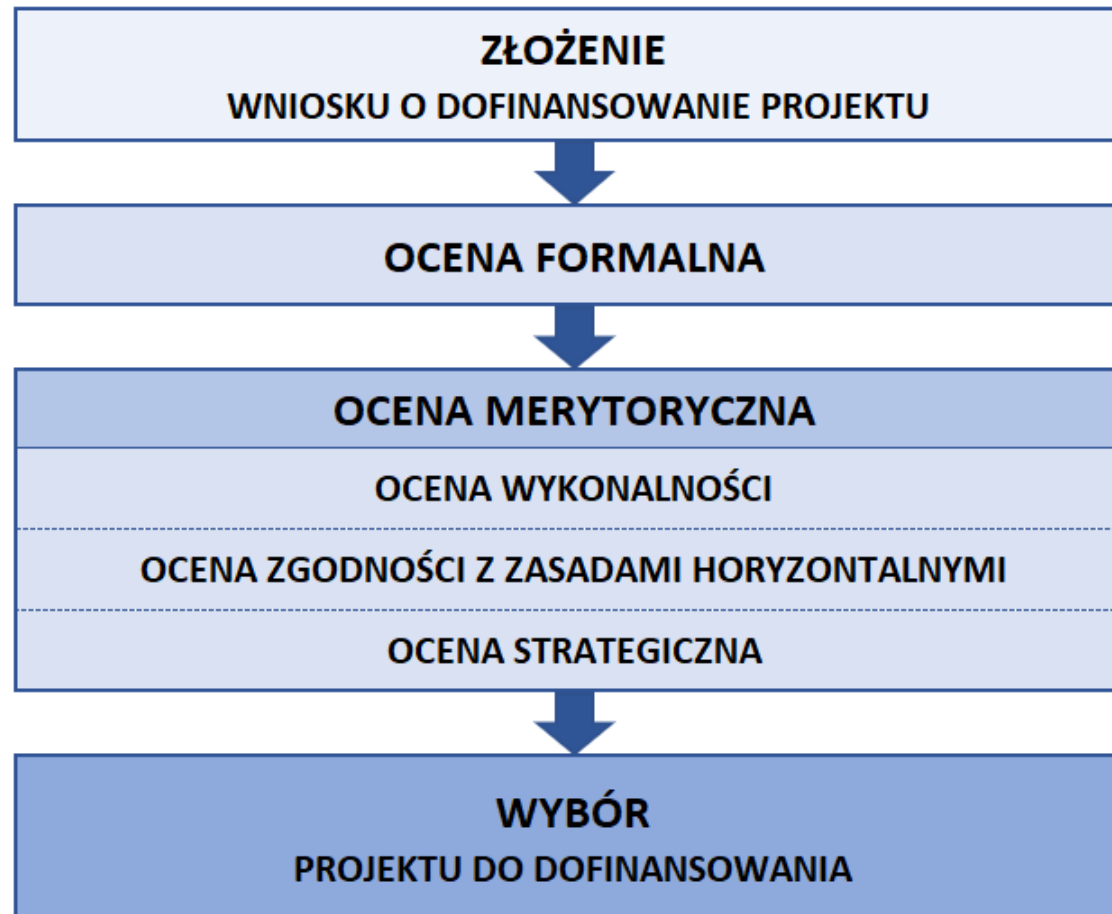 ZŁOŻENIE
WNIOSKU O DOFINANSOWANIE PROJEKTU
OCENA FORMALNA
OCENA MERYTORYCZNA
OCENA WYKONALNOŚCI
OCENA ZGODNOŚCI Z ZASADAMI HORYZONTALNYMI
OCENA STRATEGICZNA
WYBÓR
PROJEKTU DO DOFINANSOWANIA